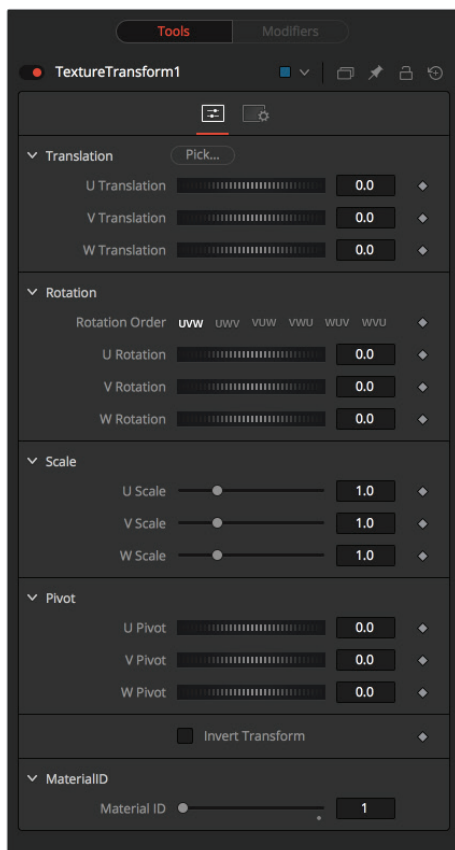 Tools Modifiers
TextureTransform1
Translation Pick...
U Translation 0.0
V Translation 0.0
W Translation 0.0
Rotation
Rotation Order UVW UWV VUW VWU WUV WVU
U Rotation 0.0
V Rotation 0.0
W Rotation 0.0
Scale
U Scale 1.0
V Scale 1.0
W Scale 1.0
Pivot
U Pivot 0.0
V Pivot 0.0
W Pivot 0.0
Invert Transform
MaterialID
Material ID 1